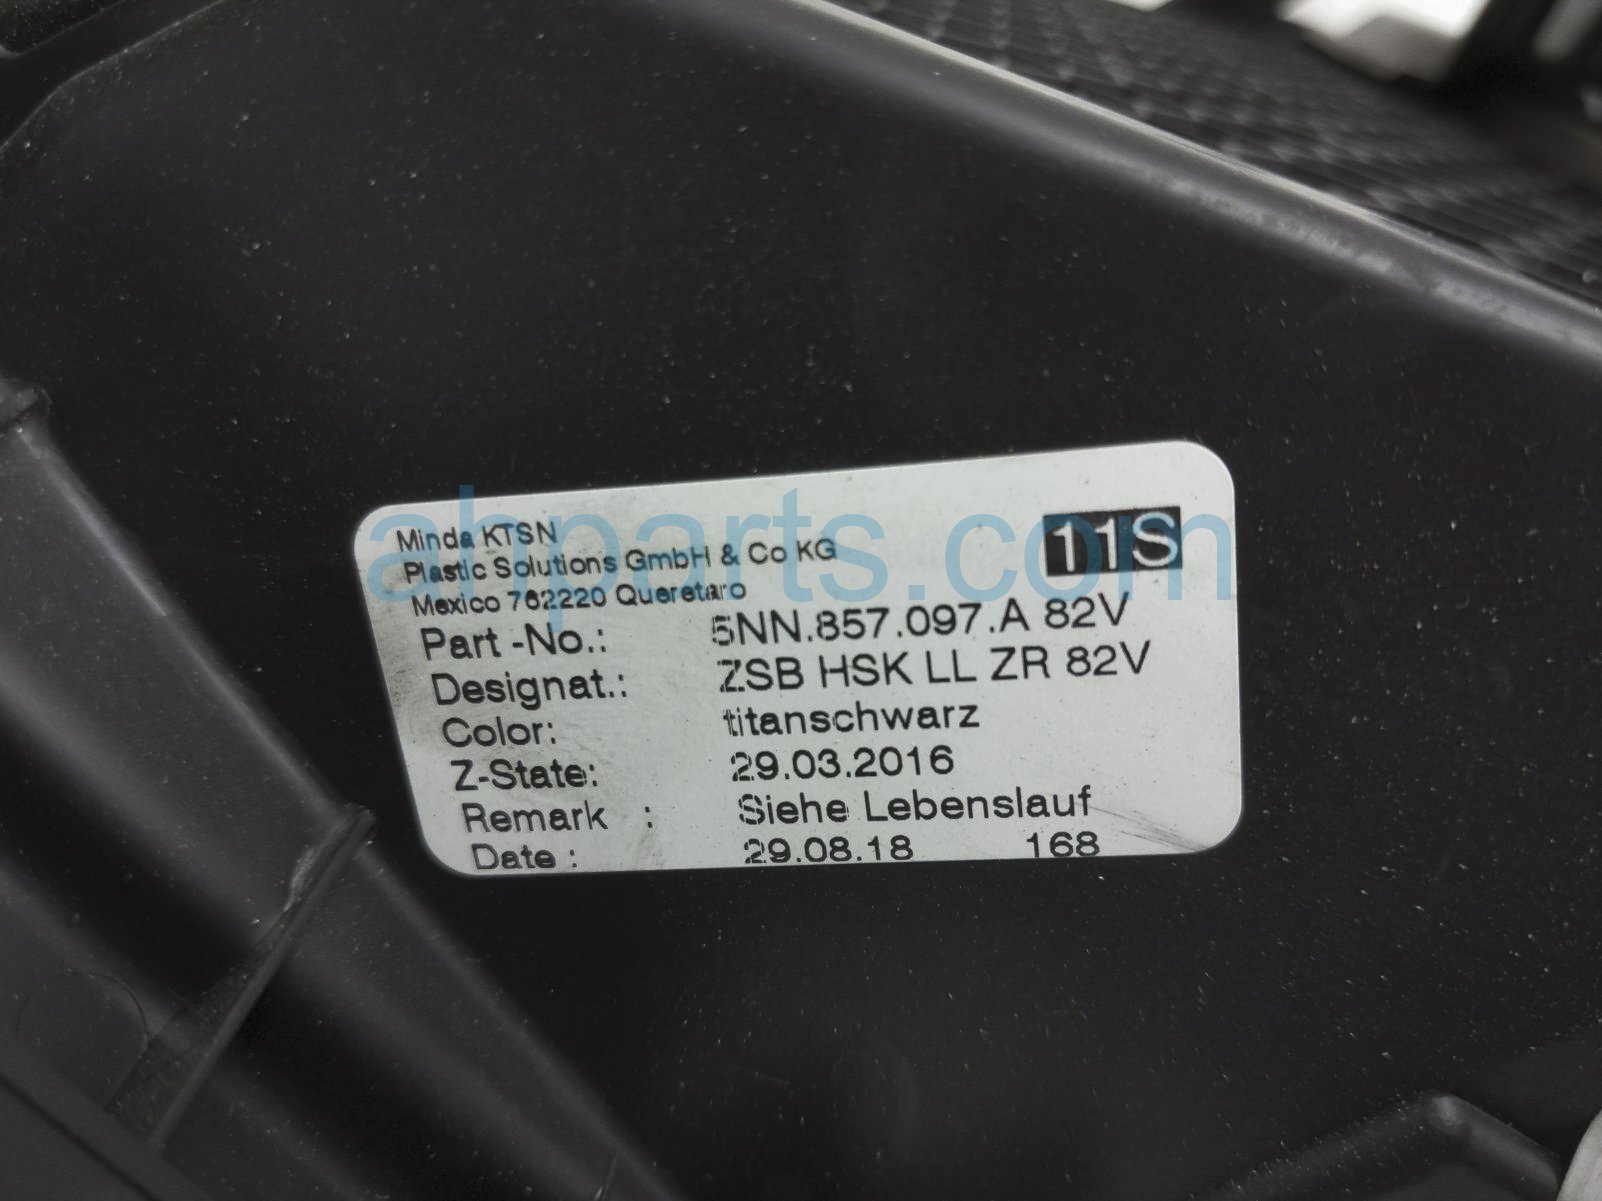 Minda KTSN
Plastic Solutions GmbH & Co KG
Mexico 762220 Queretaro
11S
Part -No.: 5NN.857.097.A 82V
Designat.: ZSB HSK LL ZR 82V
Color: titanschwarz
Z-State: 29.03.2016
Remark : Siehe Lebenslauf
Date : 29.08.18 168
ahparts.com